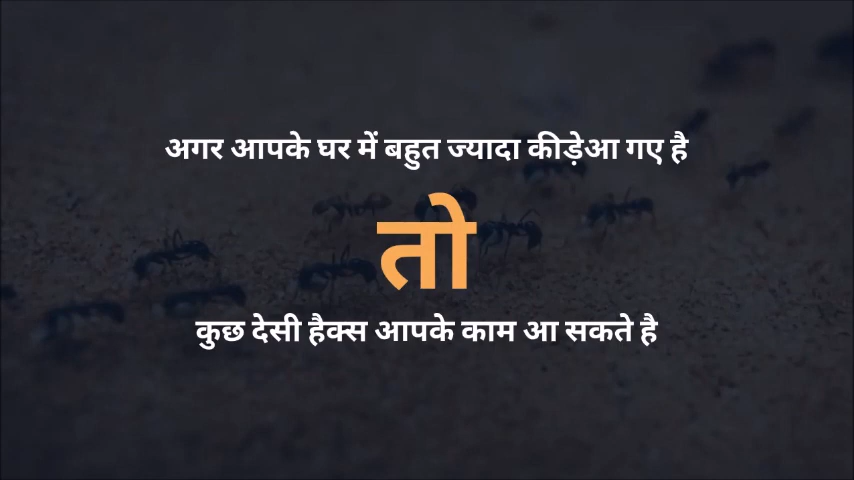 अगर आपके घर में बहुत ज्यादा कीड़ेआ गए है
तो
कुछ देसी हैक्स आपके काम आ सकते है